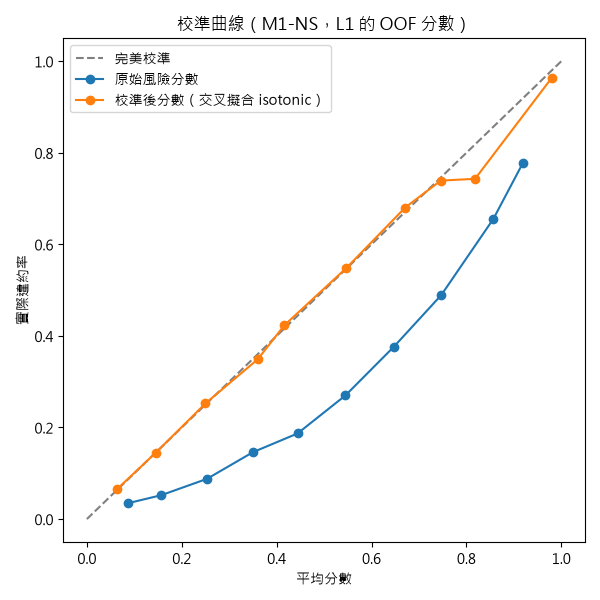 校準曲線（M1-NS，L1 的 OOF 分數）
完美校準
原始風險分數
校準後分數（交叉擬合 isotonic）
1.0
0.8
0.6
0.4
0.2
0.0
實際違約率
0.0 0.2 0.4 0.6 0.8 1.0
平均分數